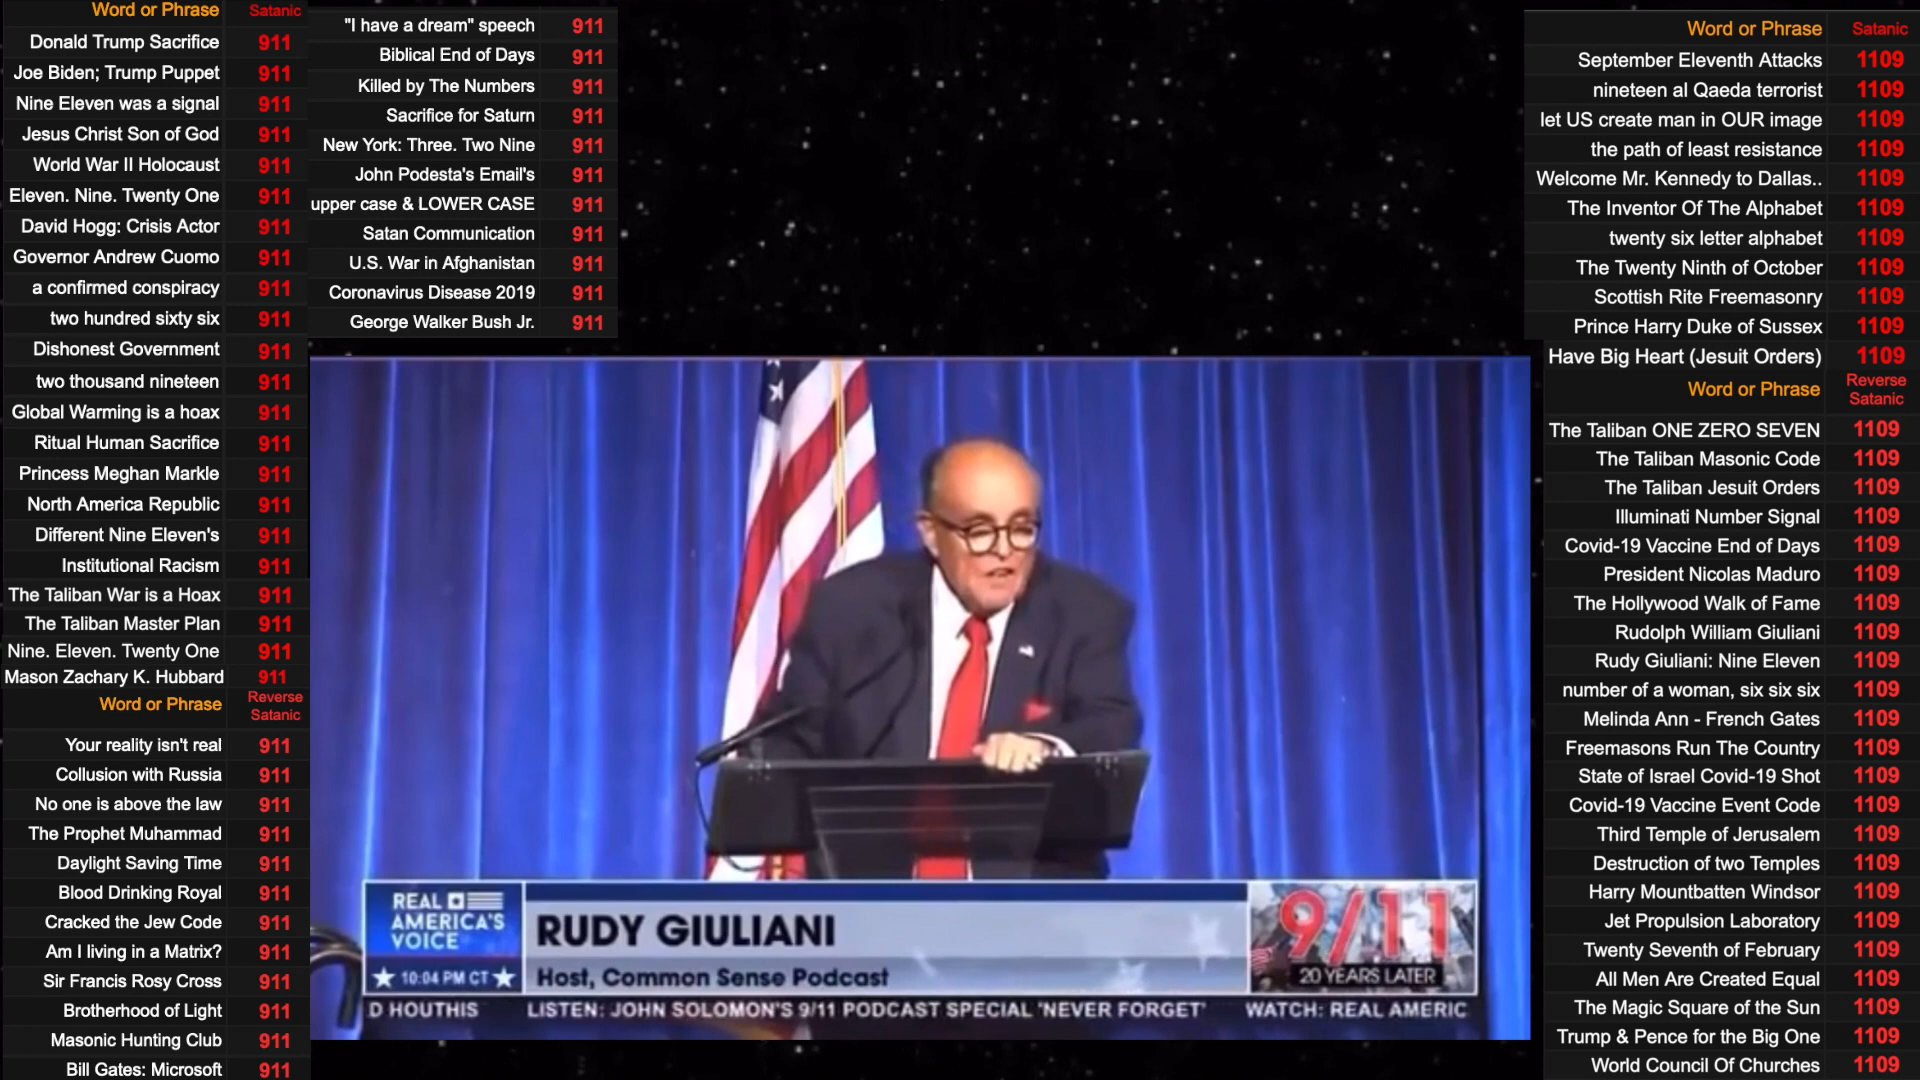 Word or Phrase Satanic
Donald Trump Sacrifice 911
Joe Biden; Trump Puppet 911
Nine Eleven was a signal 911
Jesus Christ Son of God 911
World War II Holocaust 911
Eleven. Nine. Twenty One 911
David Hogg: Crisis Actor 911
Governor Andrew Cuomo 911
a confirmed conspiracy 911
two hundred sixty six 911
Dishonest Government 911
two thousand nineteen 911
Global Warming is a hoax 911
Ritual Human Sacrifice 911
Princess Meghan Markle 911
North America Republic 911
Different Nine Eleven's 911
Institutional Racism 911
The Taliban War is a Hoax 911
The Taliban Master Plan 911
Nine. Eleven. Twenty One 911
Mason Zachary K. Hubbard 911
Word or Phrase Reverse Satanic
Your reality isn't real 911
Collusion with Russia 911
No one is above the law 911
The Prophet Muhammad 911
Daylight Saving Time 911
Blood Drinking Royal 911
Cracked the Jew Code 911
Am I living in a Matrix? 911
Sir Francis Rosy Cross 911
Brotherhood of Light 911
Masonic Hunting Club 911
Bill Gates: Microsoft 911
"I have a dream" speech 911
Biblical End of Days 911
Killed by The Numbers 911
Sacrifice for Saturn 911
New York: Three. Two Nine 911
John Podesta's Email's 911
upper case & LOWER CASE 911
Satan Communication 911
U.S. War in Afghanistan 911
Coronavirus Disease 2019 911
George Walker Bush Jr. 911
REAL
AMERICA'S
VOICE
10:04 PM CT
RUDY GIULIANI
Host, Common Sense Podcast
9/11
20 YEARS LATER
D HOUTHIS LISTEN: JOHN SOLOMON'S 9/11 PODCAST SPECIAL 'NEVER FORGET' WATCH: REAL AMERIC
Word or Phrase Satanic
September Eleventh Attacks 1109
nineteen al Qaeda terrorist 1109
let US create man in OUR image 1109
the path of least resistance 1109
Welcome Mr. Kennedy to Dallas.. 1109
The Inventor Of The Alphabet 1109
twenty six letter alphabet 1109
The Twenty Ninth of October 1109
Scottish Rite Freemasonry 1109
Prince Harry Duke of Sussex 1109
Have Big Heart (Jesuit Orders) 1109
Word or Phrase Reverse Satanic
The Taliban ONE ZERO SEVEN 1109
The Taliban Masonic Code 1109
The Taliban Jesuit Orders 1109
Illuminati Number Signal 1109
Covid-19 Vaccine End of Days 1109
President Nicolas Maduro 1109
The Hollywood Walk of Fame 1109
Rudolph William Giuliani 1109
Rudy Giuliani: Nine Eleven 1109
number of a woman, six six six 1109
Melinda Ann - French Gates 1109
Freemasons Run The Country 1109
State of Israel Covid-19 Shot 1109
Covid-19 Vaccine Event Code 1109
Third Temple of Jerusalem 1109
Destruction of two Temples 1109
Harry Mountbatten Windsor 1109
Jet Propulsion Laboratory 1109
Twenty Seventh of February 1109
All Men Are Created Equal 1109
The Magic Square of the Sun 1109
Trump & Pence for the Big One 1109
World Council Of Churches 1109